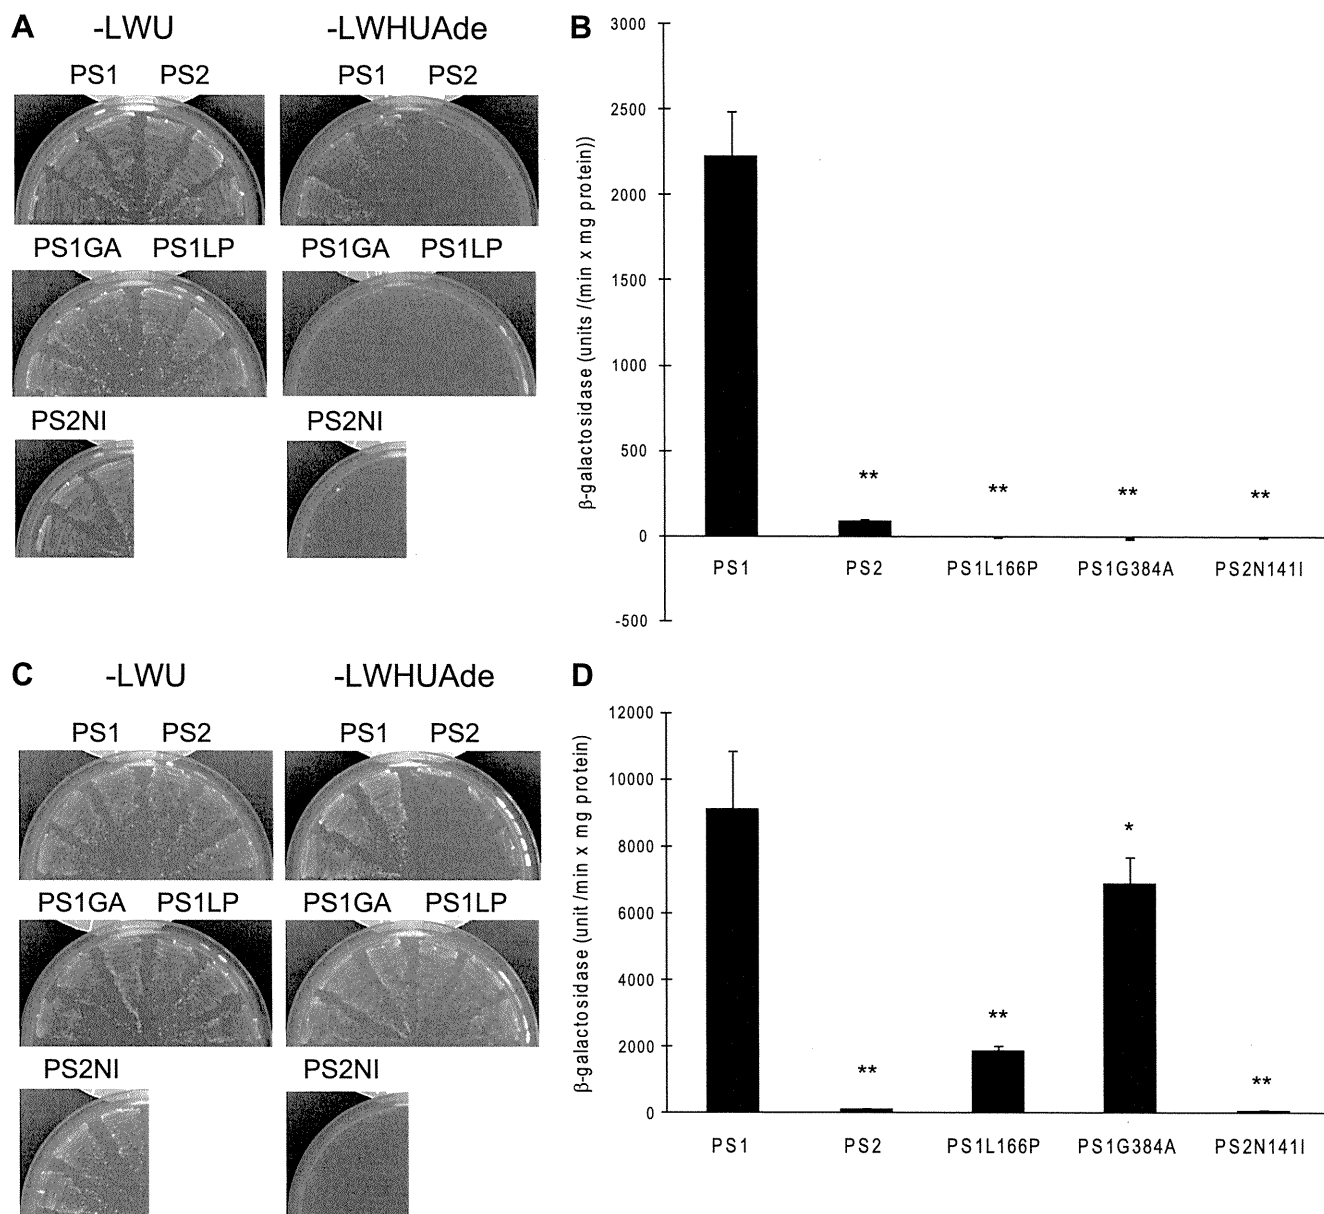 A -LWU -LWHUAde
PS1 PS2 PS1 PS2
PS1GA PS1LP PS1GA PS1LP
PS2NI PS2NI
B
β-galactosidase (units /(min x mg protein))
3000
2500
2000
1500
1000
500
0
-500
PS1 PS2 PS1L166P PS1G384A PS2N141I
** ** ** **
C -LWU -LWHUAde
PS1 PS2 PS1 PS2
PS1GA PS1LP PS1GA PS1LP
PS2NI PS2NI
D
β-galactosidase (unit /min x mg protein)
12000
10000
8000
6000
4000
2000
0
** ** * **
PS1 PS2 PS1L166P PS1G384A PS2N141I